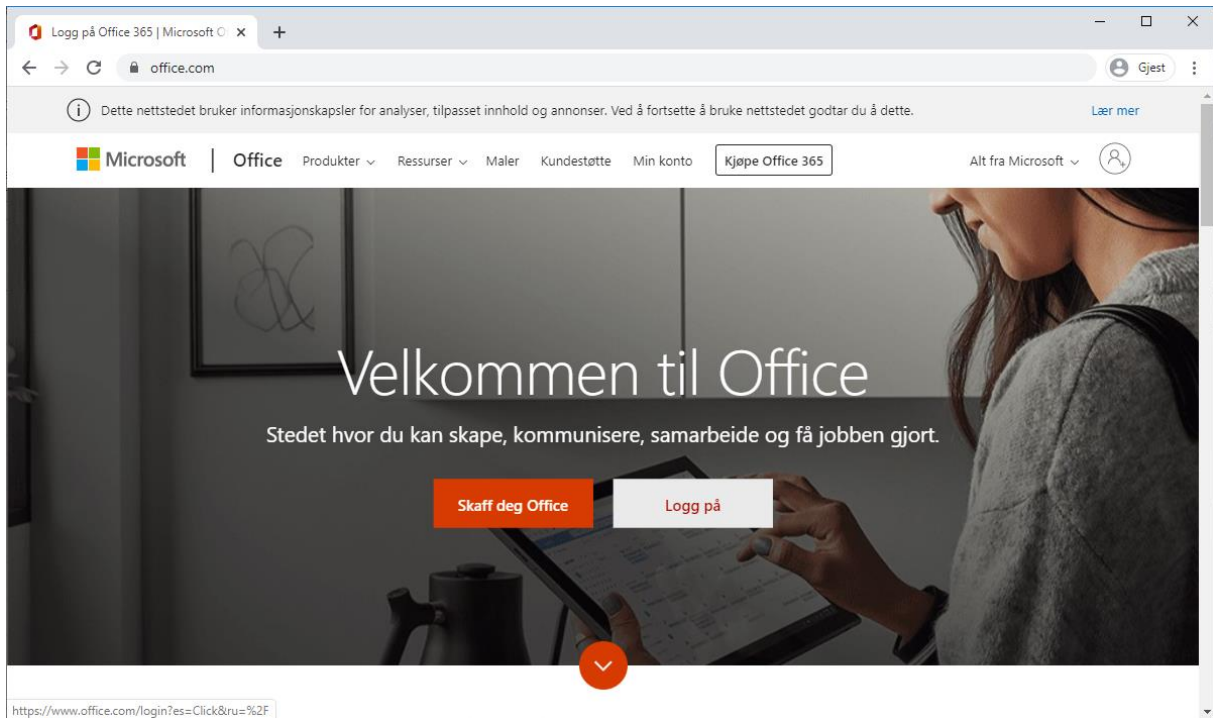 Logg på Office 365 | Microsoft O
office.com
Gjest
Dette nettstedet bruker informasjonskapsler for analyser, tilpasset innhold og annonser. Ved å fortsette å bruke nettstedet godtar du å dette.
Lær mer
Microsoft | Office Produkter Ressurser Maler Kundestøtte Min konto Kjøpe Office 365 Alt fra Microsoft
Velkommen til Office
Stedet hvor du kan skape, kommunisere, samarbeide og få jobben gjort.
Skaff deg Office Logg på
https://www.office.com/login?es=Click&ru=%2F